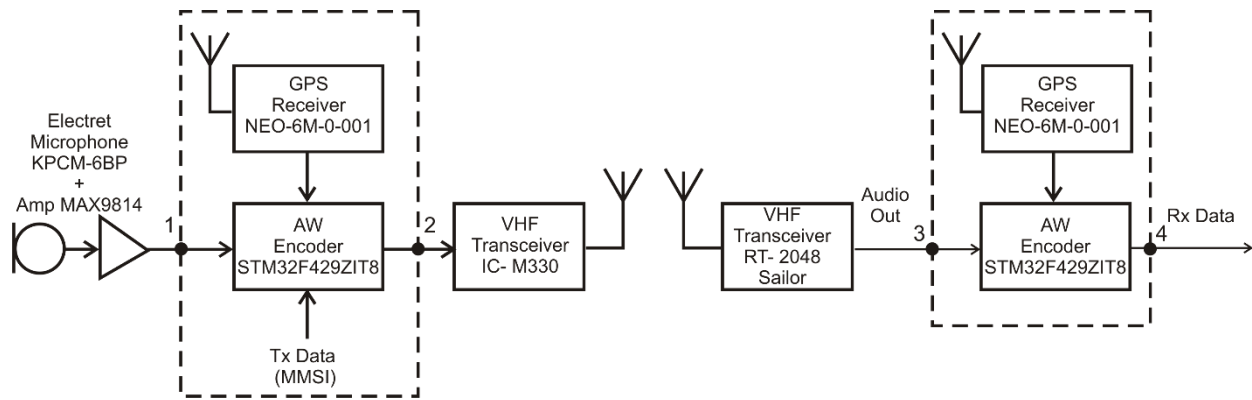 Electret
Microphone
KPCM-6BP
+
Amp MAX9814
1
GPS
Receiver
NEO-6M-0-001
AW
Encoder
STM32F429ZIT8
Tx Data
(MMSI)
2
VHF
Transceiver
IC- M330
VHF
Transceiver
RT- 2048
Sailor
Audio
Out
3
GPS
Receiver
NEO-6M-0-001
AW
Encoder
STM32F429ZIT8
4
Rx Data